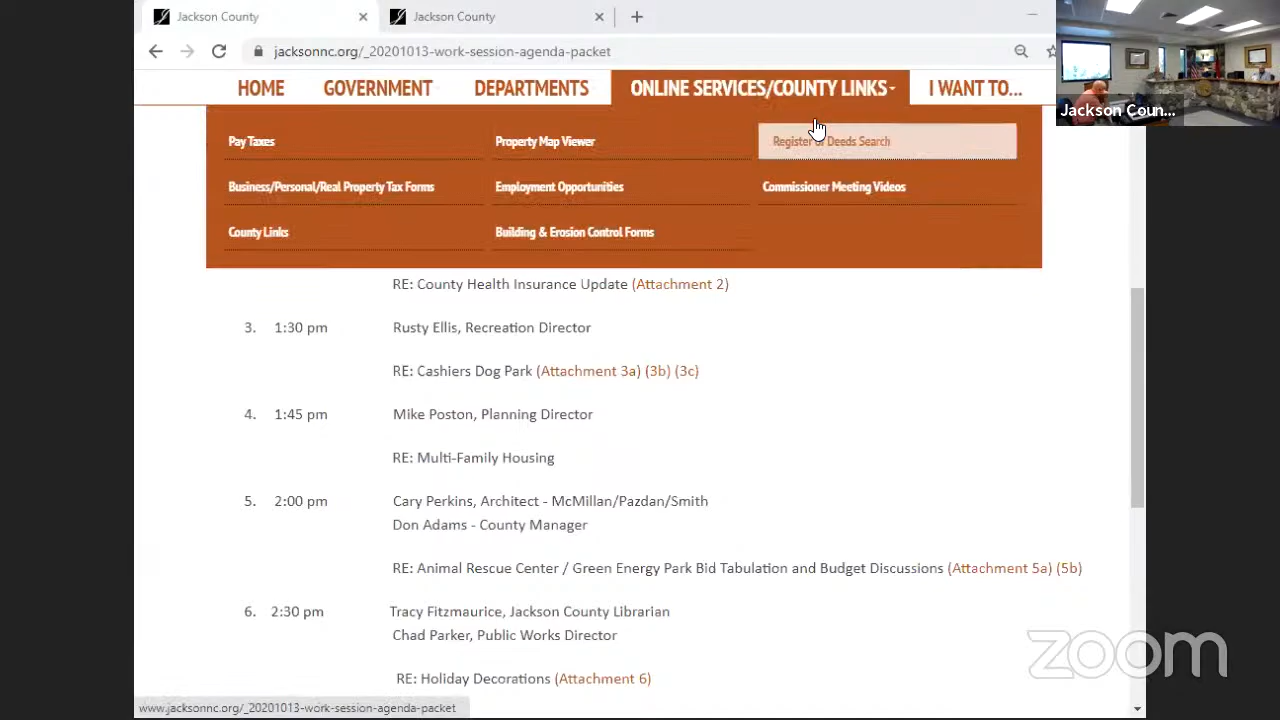 Jackson County
Jackson County
jacksonnc.org/_20201013-work-session-agenda-packet
HOME
GOVERNMENT
DEPARTMENTS
ONLINE SERVICES/COUNTY LINKS
I WANT TO...
Jackson Coun...
Pay Taxes
Property Map Viewer
Register of Deeds Search
Business/Personal/Real Property Tax Forms
Employment Opportunities
Commissioner Meeting Videos
County Links
Building & Erosion Control Forms
RE: County Health Insurance Update (Attachment 2)
3. 1:30 pm Rusty Ellis, Recreation Director
RE: Cashiers Dog Park (Attachment 3a) (3b) (3c)
4. 1:45 pm Mike Poston, Planning Director
RE: Multi-Family Housing
5. 2:00 pm Cary Perkins, Architect - McMillan/Pazdan/Smith
Don Adams - County Manager
RE: Animal Rescue Center / Green Energy Park Bid Tabulation and Budget Discussions (Attachment 5a) (5b)
6. 2:30 pm Tracy Fitzmaurice, Jackson County Librarian
Chad Parker, Public Works Director
RE: Holiday Decorations (Attachment 6)
zoom
www.jacksonnc.org/_20201013-work-session-agenda-packet